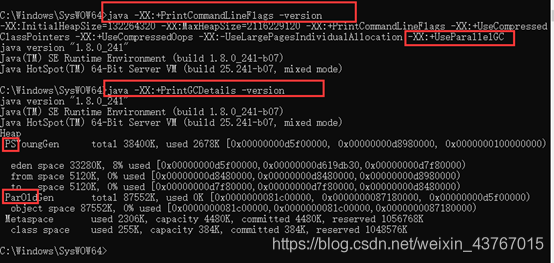 C:\Windows\SysWOW64>java -XX:+PrintCommandLineFlags -version
-XX:InitialHeapSize=132264320 -XX:MaxHeapSize=2116229120 -XX:+PrintCommandLineFlags -XX:+UseCompressed
ClassPointers -XX:+UseCompressedOops -XX:-UseLargePagesIndividualAllocation -XX:+UseParallelGC
java version "1.8.0_241"
Java(TM) SE Runtime Environment (build 1.8.0_241-b07)
Java HotSpot(TM) 64-Bit Server VM (build 25.241-b07, mixed mode)
C:\Windows\SysWOW64>java -XX:+PrintGCDetails -version
java version "1.8.0_241"
Java(TM) SE Runtime Environment (build 1.8.0_241-b07)
Java HotSpot(TM) 64-Bit Server VM (build 25.241-b07, mixed mode)
Heap
PSYoungGen total 38400K, used 2678K [0x00000000d5f00000, 0x00000000d8980000, 0x0000000100000000)
eden space 33280K, 8% used [0x00000000d5f00000,0x00000000d619db30,0x00000000d7f80000)
from space 5120K, 0% used [0x00000000d8480000,0x00000000d8480000,0x00000000d8980000)
to space 5120K, 0% used [0x00000000d7f80000,0x00000000d7f80000,0x00000000d8480000)
ParOldGen total 87552K, used 0K [0x0000000081c00000, 0x0000000087180000, 0x00000000d5f00000)
object space 87552K, 0% used [0x0000000081c00000,0x0000000081c00000,0x0000000087180000)
Metaspace used 2306K, capacity 4480K, committed 4480K, reserved 1056768K
class space used 255K, capacity 384K, committed 384K, reserved 1048576K
C:\Windows\SysWOW64>
https://blog.csdn.net/weixin_43767015